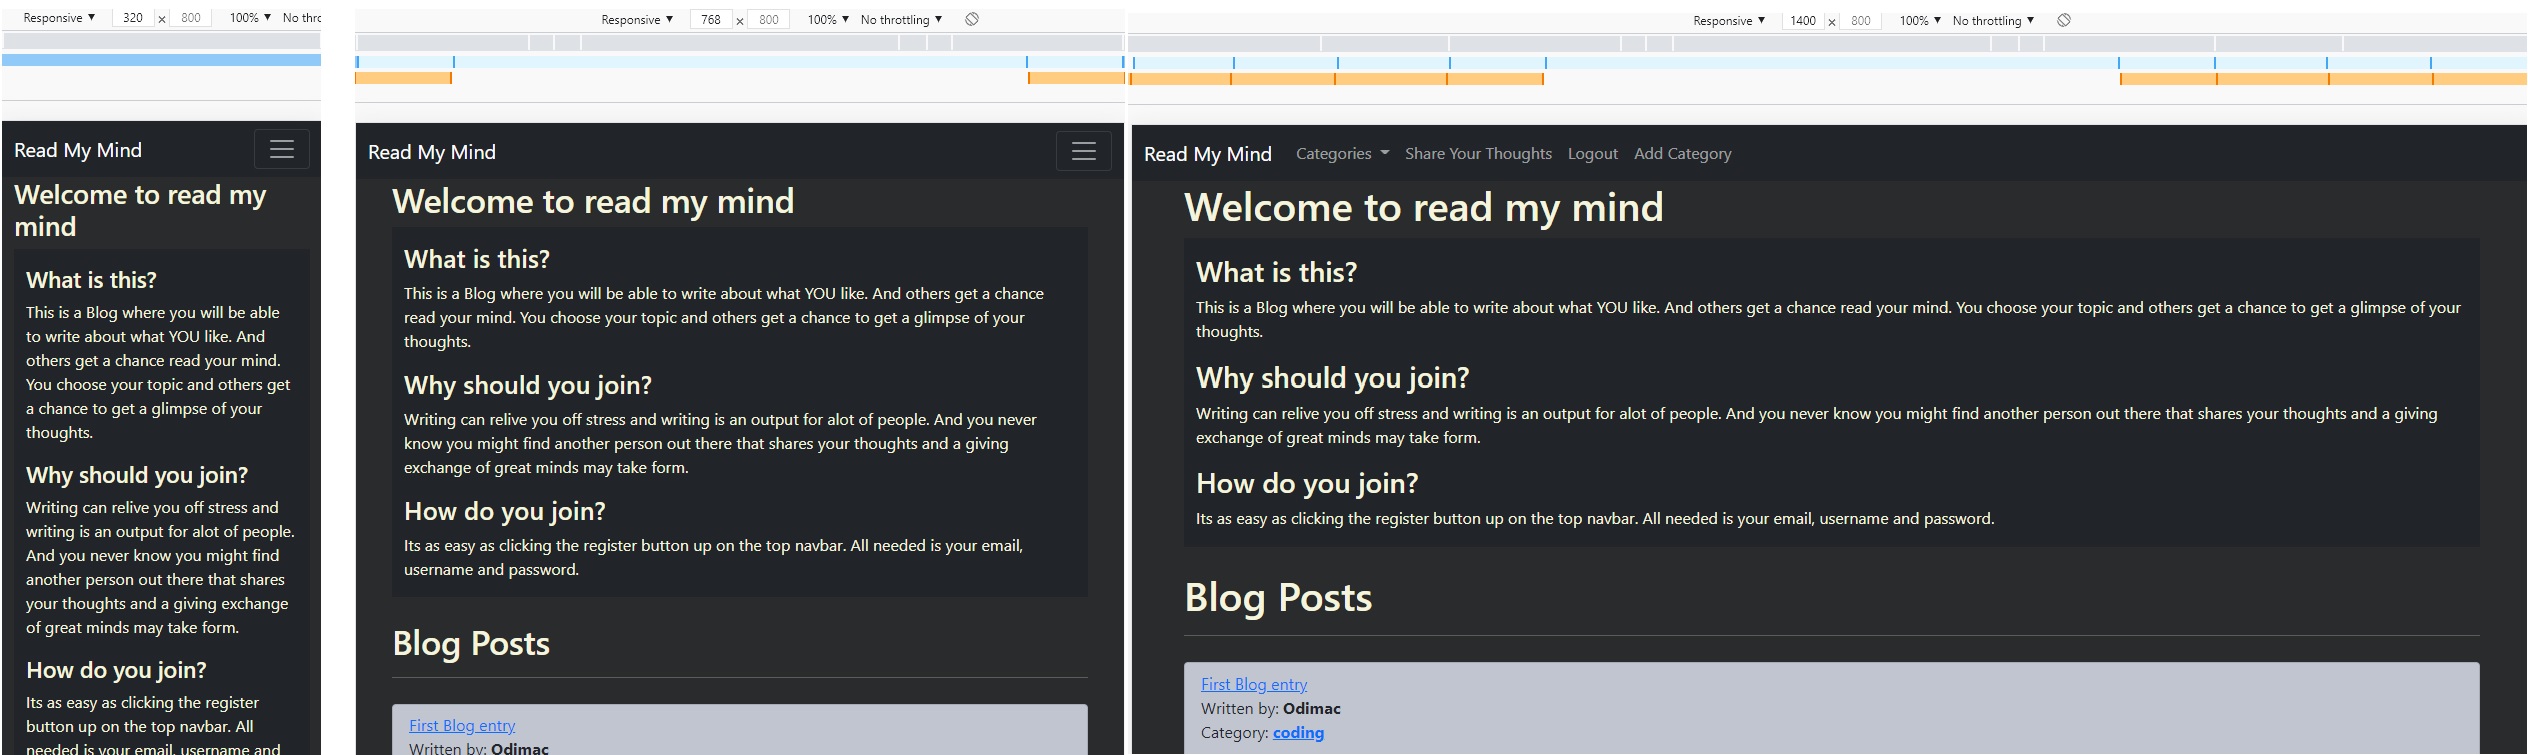 Responsive ▼ 320 × 800 100% ▼ No thro
Read My Mind
Welcome to read my
mind
What is this?
This is a Blog where you will be able
to write about what YOU like. And
others get a chance read your mind.
You choose your topic and others get
a chance to get a glimpse of your
thoughts.
Why should you join?
Writing can relive you off stress and
writing is an output for alot of people.
And you never know you might find
another person out there that shares
your thoughts and a giving exchange
of great minds may take form.
How do you join?
Its as easy as clicking the register
button up on the top navbar. All
needed is your email, username and
Responsive ▼ 768 × 800 100% ▼ No throttling ▼
Read My Mind
Welcome to read my mind
What is this?
This is a Blog where you will be able to write about what YOU like. And others get a chance
read your mind. You choose your topic and others get a chance to get a glimpse of your
thoughts.
Why should you join?
Writing can relive you off stress and writing is an output for alot of people. And you never
know you might find another person out there that shares your thoughts and a giving
exchange of great minds may take form.
How do you join?
Its as easy as clicking the register button up on the top navbar. All needed is your email,
username and password.
Blog Posts
First Blog entry
Written by: Odimac
Responsive ▼ 1400 × 800 100% ▼ No throttling ▼
Read My Mind Categories Share Your Thoughts Logout Add Category
Welcome to read my mind
What is this?
This is a Blog where you will be able to write about what YOU like. And others get a chance read your mind. You choose your topic and others get a chance to get a glimpse of your
thoughts.
Why should you join?
Writing can relive you off stress and writing is an output for alot of people. And you never know you might find another person out there that shares your thoughts and a giving
exchange of great minds may take form.
How do you join?
Its as easy as clicking the register button up on the top navbar. All needed is your email, username and password.
Blog Posts
First Blog entry
Written by: Odimac
Category: coding